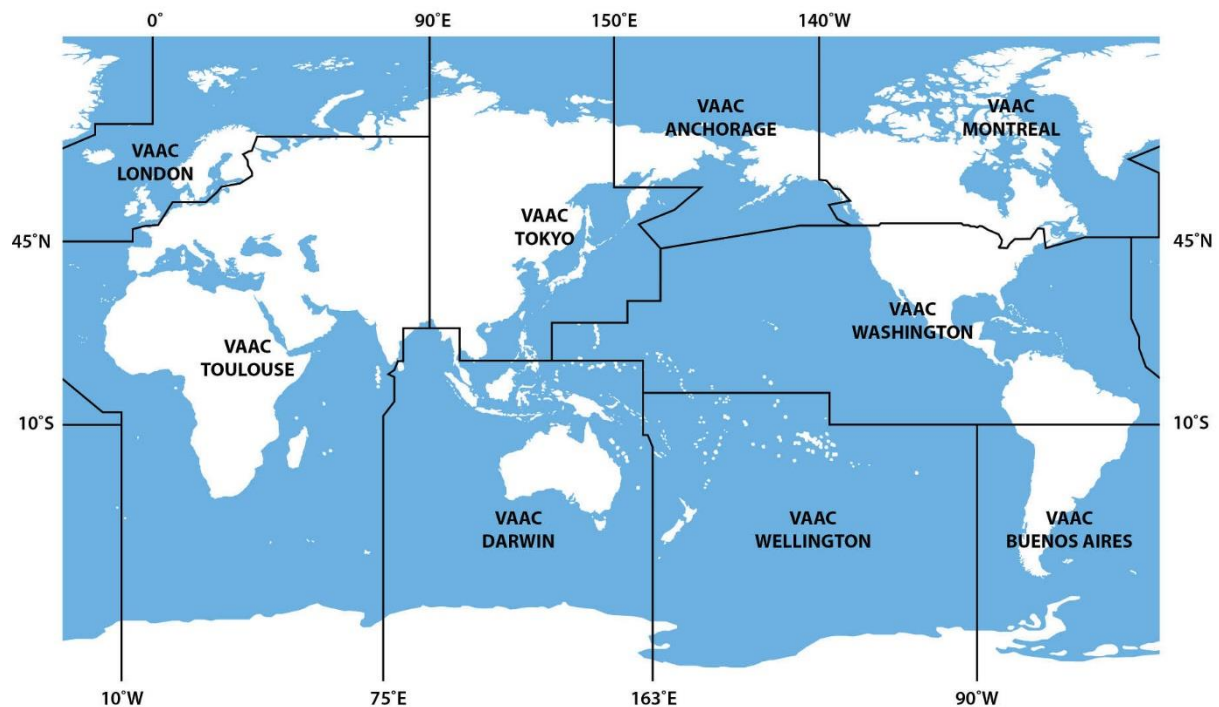 0˚
90˚E
150˚E
140˚W
VAAC
ANCHORAGE
VAAC
MONTREAL
VAAC
LONDON
VAAC
TOKYO
45˚N
45˚N
VAAC
WASHINGTON
VAAC
TOULOUSE
10˚S
10˚S
VAAC
DARWIN
VAAC
WELLINGTON
VAAC
BUENOS AIRES
10˚W
75˚E
163˚E
90˚W